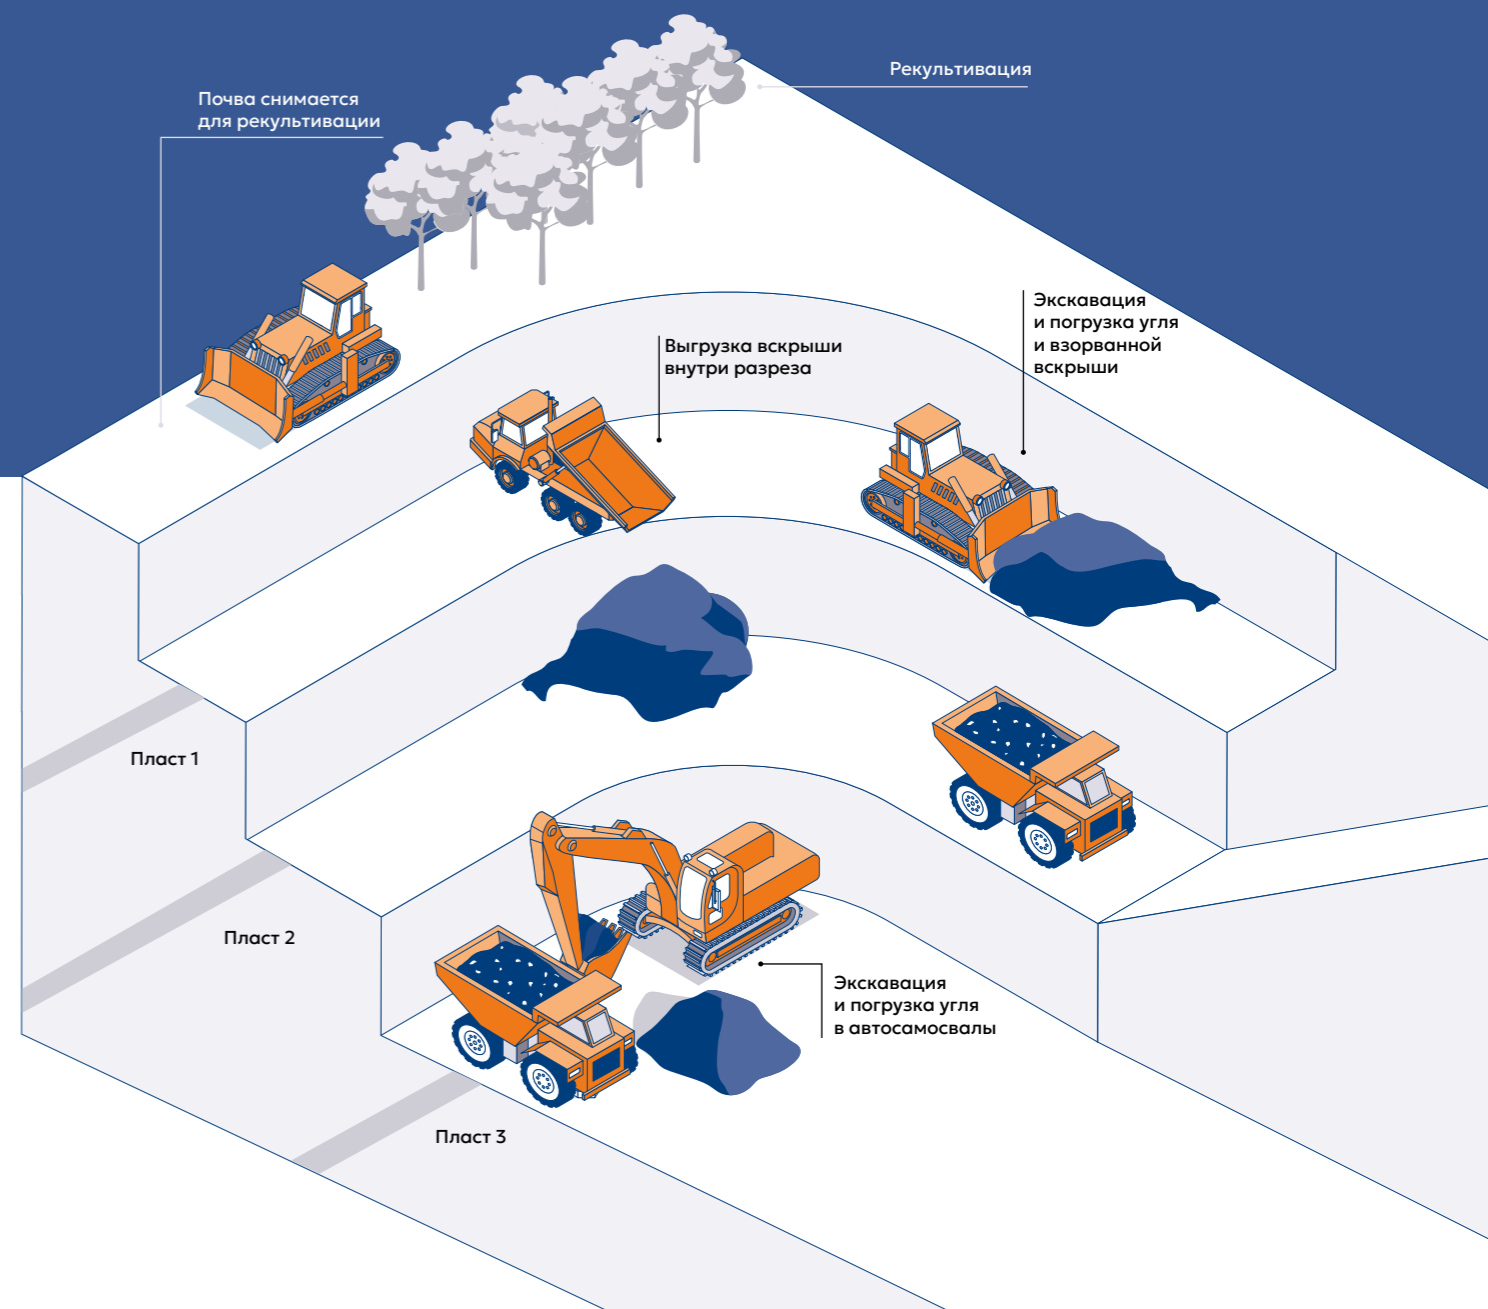 Рекультивация
Почва снимается
для рекультивации
Экскавация
и погрузка угля
и взорванной
вскрыши
Выгрузка вскрыши
внутри разреза
Пласт 1
Пласт 2
Экскавация
и погрузка угля
в автосамосвалы
Пласт 3